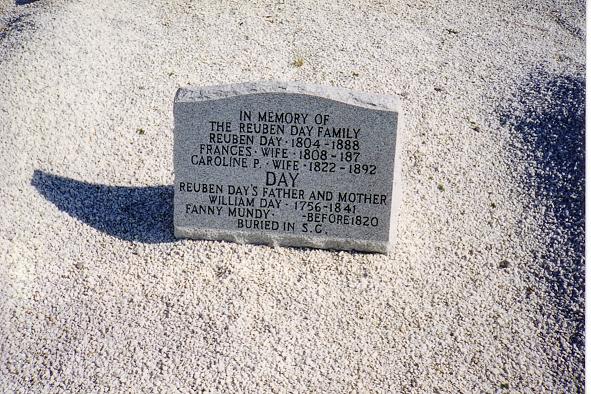 IN MEMORY OF
THE REUBEN DAY FAMILY
REUBEN DAY · 1804 - 1888
FRANCES · WIFE · 1808 - 187
CAROLINE P. · WIFE · 1822 - 1892
DAY
REUBEN DAY'S FATHER AND MOTHER
WILLIAM DAY · 1756 - 1841
FANNY MUNDY · - BEFORE 1820
BURIED IN S.C.